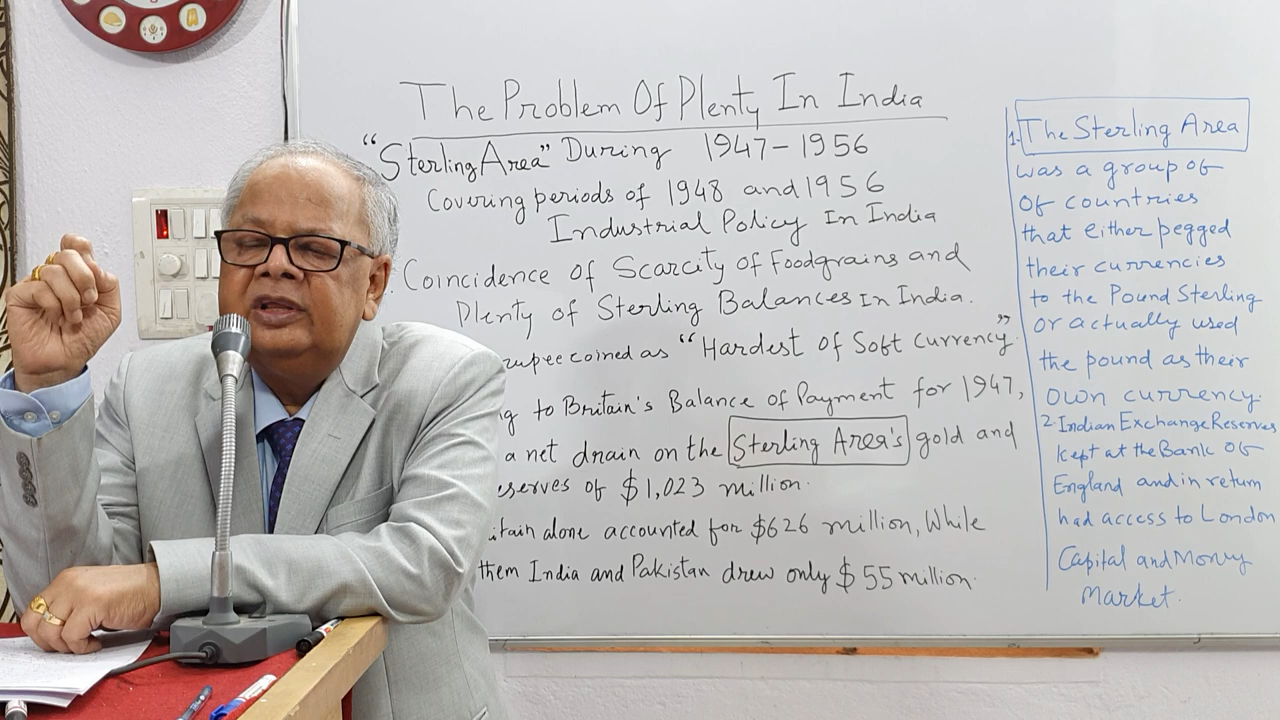 The Problem Of Plenty In India
"Sterling Area" During 1947-1956
Covering periods of 1948 and 1956
Industrial Policy In India
Coincidence of Scarcity of Foodgrains and
Plenty of Sterling Balances In India.
rupee coined as "Hardest of Soft Currency"
to Britain's Balance of Payment for 1947,
a net drain on the Sterling Area's gold and
of $1,023 million.
alone accounted for $626 million, While
them India and Pakistan drew only $55 million.
1. The Sterling Area
was a group of
of countries
that either pegged
their currencies
to the Pound Sterling
or actually used
the pound as their
own currency.
2. Indian Exchange Reserves
kept at the Bank of
England and in return
had access to London
Capital and Money
Market.